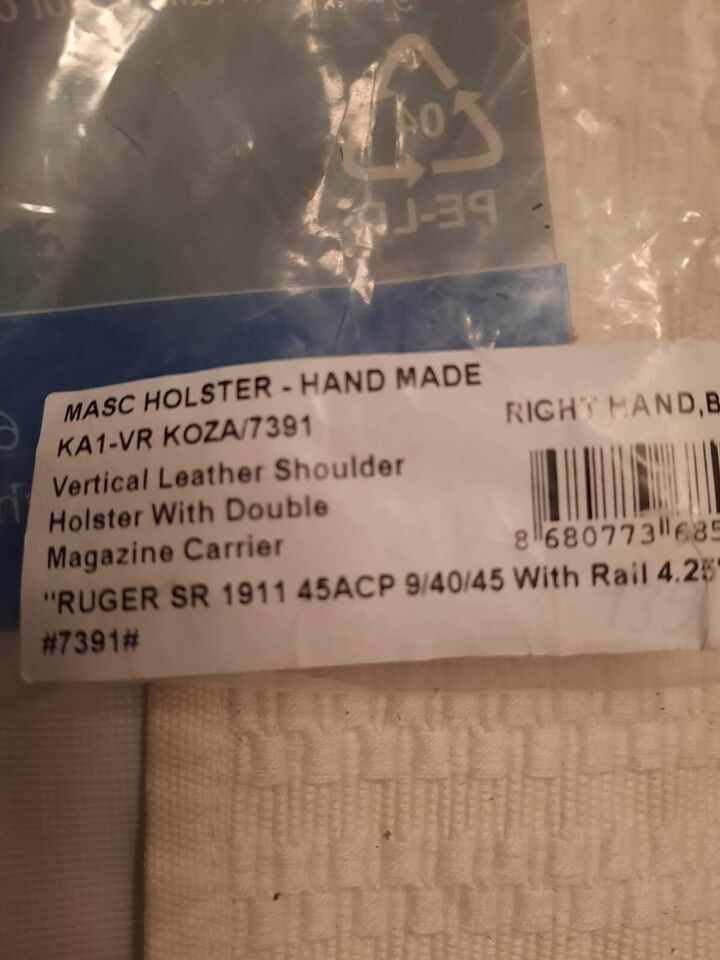 04
PE-LD
MASC HOLSTER - HAND MADE
KA1-VR KOZA/7391
RIGHT HAND,B
Vertical Leather Shoulder
Holster With Double
Magazine Carrier
8 680773 685
"RUGER SR 1911 45ACP 9/40/45 With Rail 4.25"
#7391#